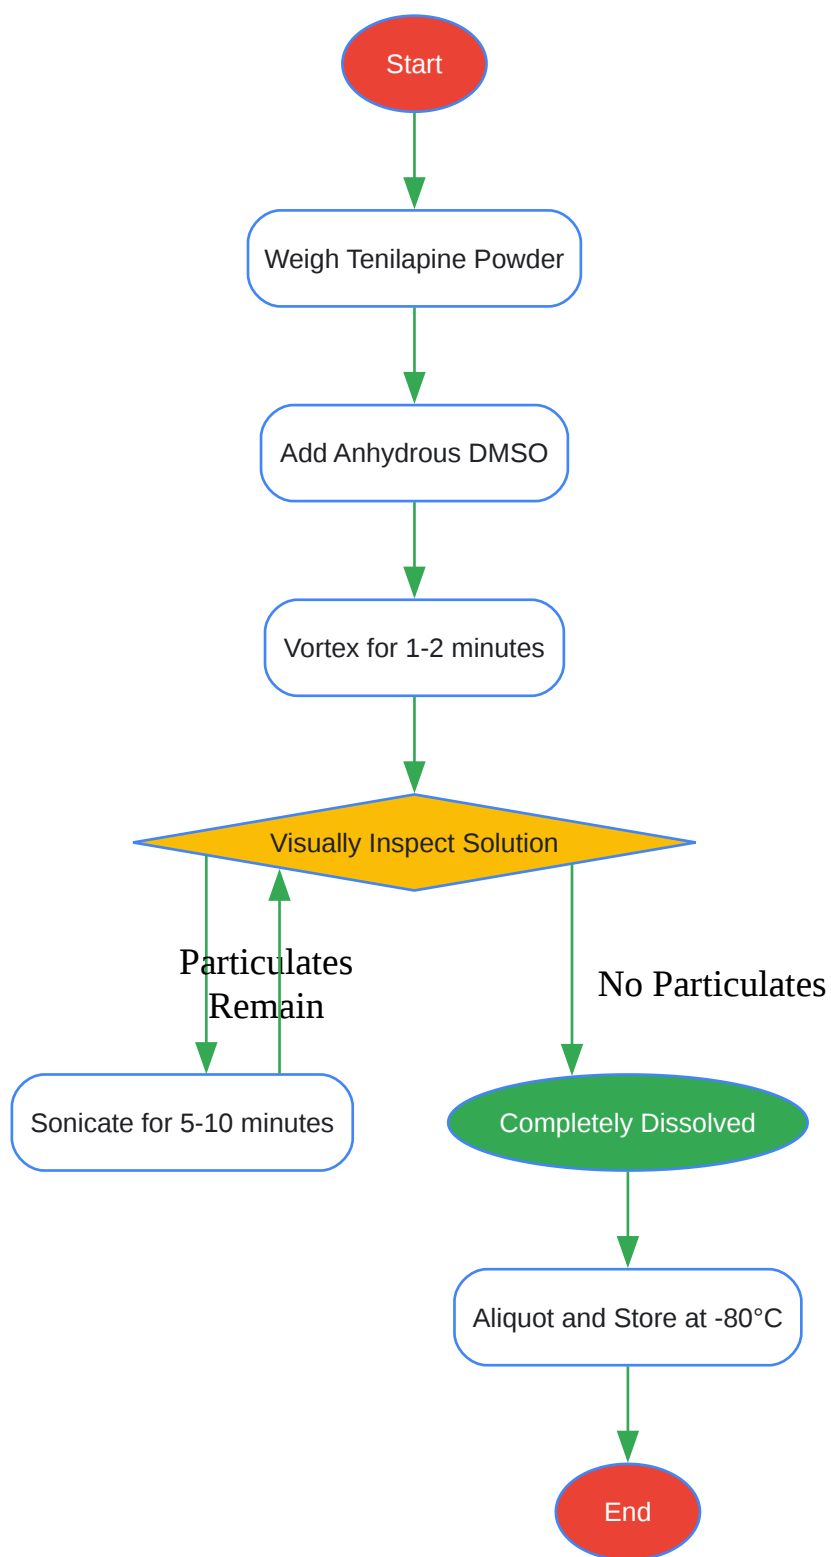 Start
Weigh Tenilapine Powder
Add Anhydrous DMSO
Vortex for 1-2 minutes
Visually Inspect Solution
Particulates
Remain
No Particulates
Sonicate for 5-10 minutes
Completely Dissolved
Aliquot and Store at -80°C
End